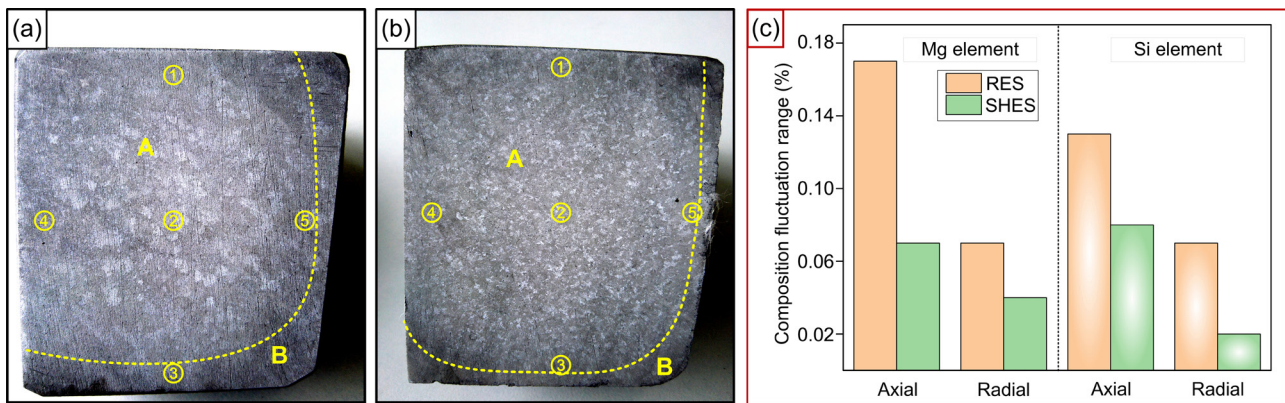 (a)
①
A
④
②
⑤
B
③
(b)
①
A
④
②
⑤
③
B
(c)
Composition fluctuation range (%)
0.18
0.14
0.10
0.06
0.02
Mg element
Si element
RES
SHES
Axial
Radial
Axial
Radial